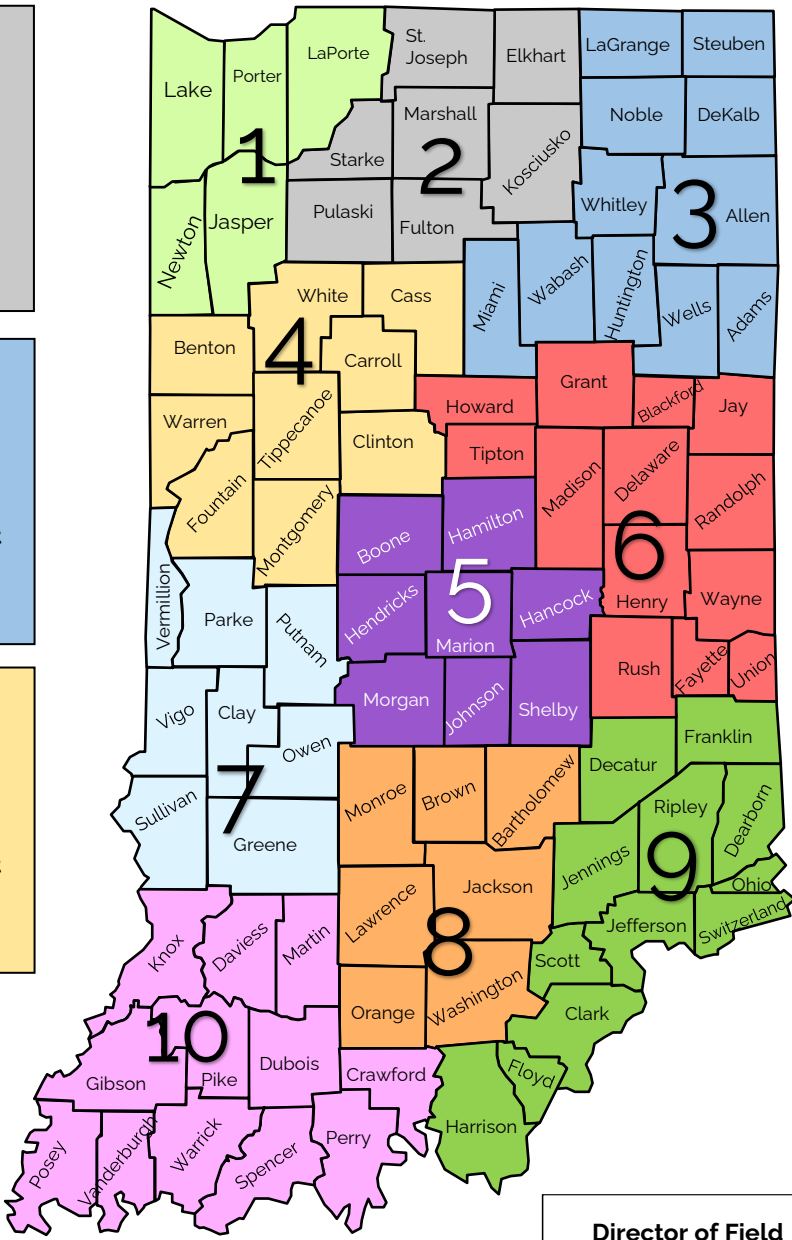 St.
Joseph
LaPorte
Elkhart
LaGrange
Steuben
Lake
Porter
Marshall
Noble
DeKalb
1
Starke
2
Kosciusko
Newton
Jasper
Pulaski
Fulton
Whitley
3
Allen
White
Cass
Miami
Wabash
Huntington
Wells
Adams
Benton
4
Carroll
Grant
Warren
Tippecanoe
Howard
Blackford
Jay
Clinton
Tipton
Fountain
Montgomery
Madison
Delaware
Randolph
Boone
Hamilton
6
Vermillion
Parke
Putnam
Hendricks
5
Marion
Hancock
Henry
Wayne
Vigo
Clay
Owen
Morgan
Johnson
Shelby
Rush
Fayette
Union
Sullivan
7
Greene
Monroe
Brown
Bartholomew
Decatur
Franklin
Ripley
Dearborn
Jennings
9
Ohio
Lawrence
Jackson
Jefferson
Switzerland
Knox
Daviess
Martin
8
Scott
Orange
Washington
Clark
10
Gibson
Pike
Dubois
Crawford
Floyd
Harrison
Posey
Vanderburgh
Warrick
Spencer
Perry
Director of Field